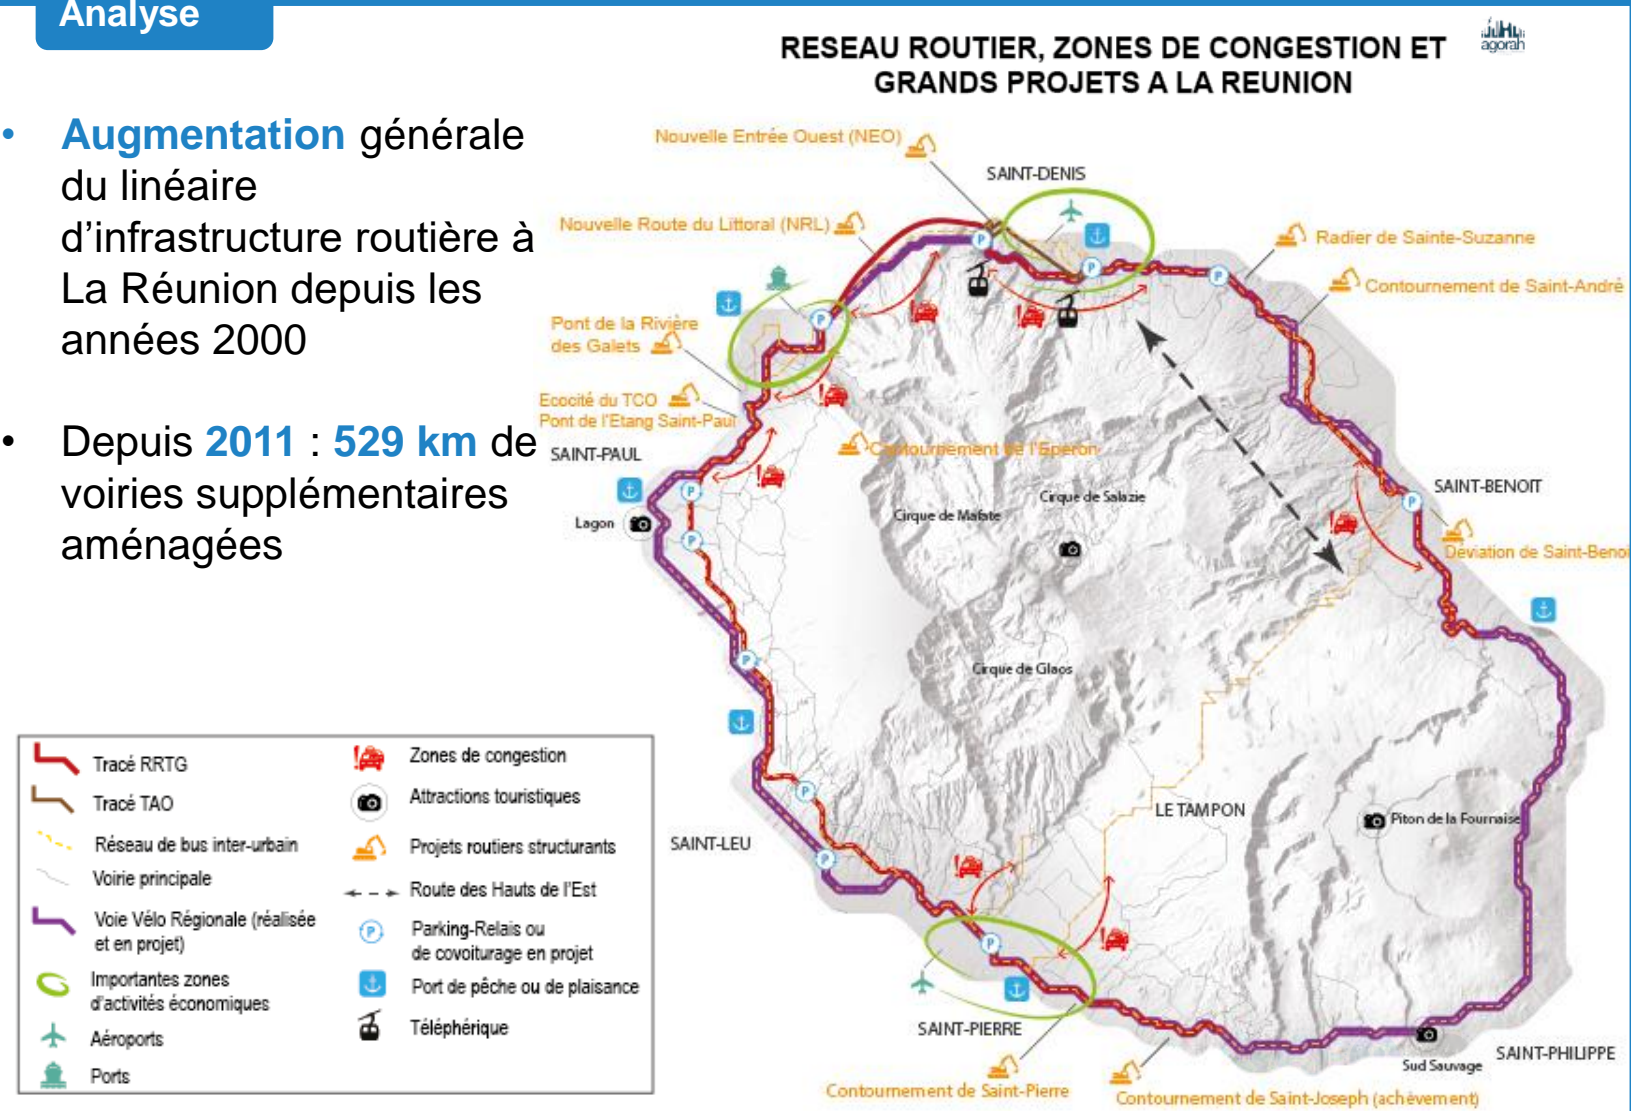 Analyse
RESEAU ROUTIER, ZONES DE CONGESTION ET
GRANDS PROJETS A LA REUNION
agorah
• Augmentation générale
du linéaire
d’infrastructure routière à
La Réunion depuis les
années 2000
• Depuis 2011 : 529 km de
voiries supplémentaires
aménagées
Nouvelle Entrée Ouest (NEO)
SAINT-DENIS
Nouvelle Route du Littoral (NRL)
Radier de Sainte-Suzanne
Contournement de Saint-André
Pont de la Rivière
des Galets
Ecocité du TCO
Pont de l'Etang Saint-Paul
SAINT-PAUL
Contournement de l'Eperon
Cirque de Salazie
Cirque de Mafate
SAINT-BENOIT
Lagon
Déviation de Saint-Benoi
Cirque de Cilaos
LE TAMPON
Piton de la Fournaise
SAINT-LEU
SAINT-PIERRE
SAINT-PHILIPPE
Sud Sauvage
Contournement de Saint-Pierre
Contournement de Saint-Joseph (achèvement)
Tracé RRTG
Tracé TAO
Réseau de bus inter-urbain
Voirie principale
Voie Vélo Régionale (réalisée
et en projet)
Importantes zones
d'activités économiques
Aéroports
Ports
Zones de congestion
Attractions touristiques
Projets routiers structurants
Route des Hauts de l'Est
Parking-Relais ou
de covoiturage en projet
Port de pêche ou de plaisance
Téléphérique
P
P
P
P
P
P
P
P
P
P
P
P